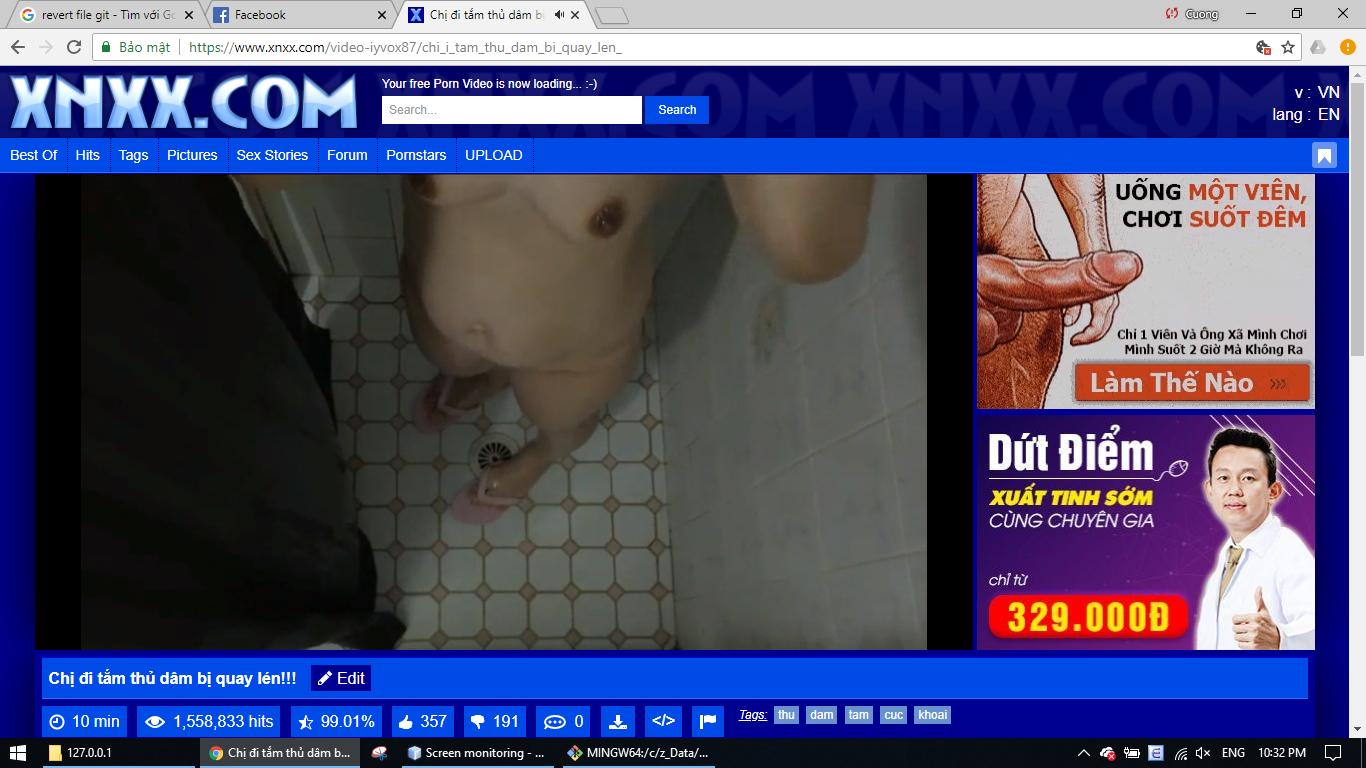 revert file git - Tìm với Go
Facebook
Chị đi tắm thủ dâm bị
Cuong
Bảo mật
https://www.xnxx.com/video-iyvox87/chi_i_tam_thu_dam_bi_quay_len_
XNXX.COM
Your free Porn Video is now loading... :-)
Search...
Search
v : VN
lang : EN
Best Of
Hits
Tags
Pictures
Sex Stories
Forum
Pornstars
UPLOAD
UỐNG MỘT VIÊN,
CHƠI SUỐT ĐÊM
Chỉ 1 Viên Và Ông Xã Mình Chơi
Mình Suốt 2 Giờ Mà Không Ra
Làm Thế Nào >>>
Dứt Điểm
XUẤT TINH SỚM
CÙNG CHUYÊN GIA
chỉ từ
329.000Đ
Chị đi tắm thủ dâm bị quay lén!!!
Edit
10 min
1,558,833 hits
99.01%
357
191
0
</>
Tags:
thu
dam
tam
cuc
khoai
127.0.0.1
Chị đi tắm thủ dâm b...
Screen monitoring - ...
MINGW64:/c/z_Data/...
ENG
10:32 PM